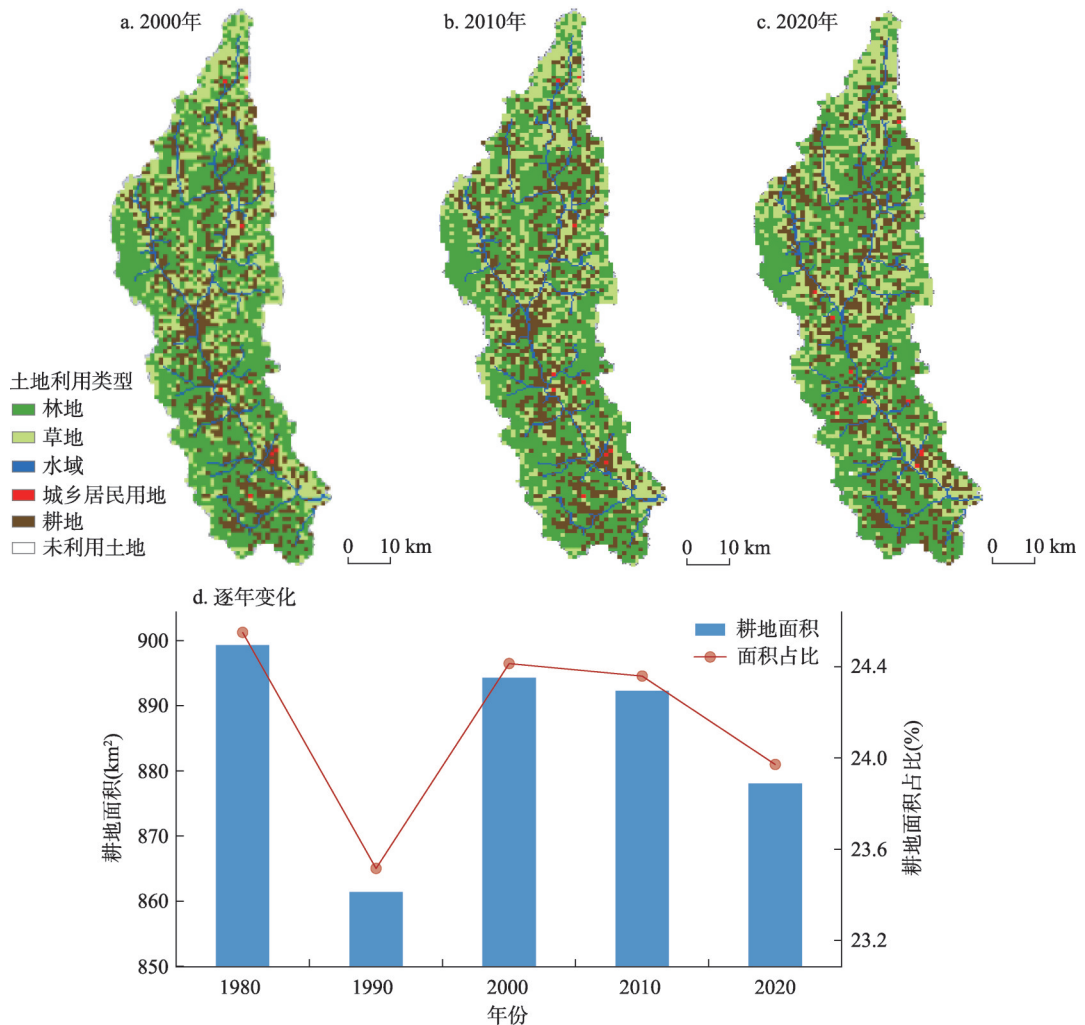 a. 2000年
b. 2010年
c. 2020年
土地利用类型
林地
草地
水域
城乡居民用地
耕地
未利用土地
0 10 km
0 10 km
0 10 km
d. 逐年变化
耕地面积
面积占比
耕地面积(km²)
900
890
880
870
860
850
耕地面积占比(%)
24.4
24.0
23.6
23.2
1980 1990 2000 2010 2020
年份